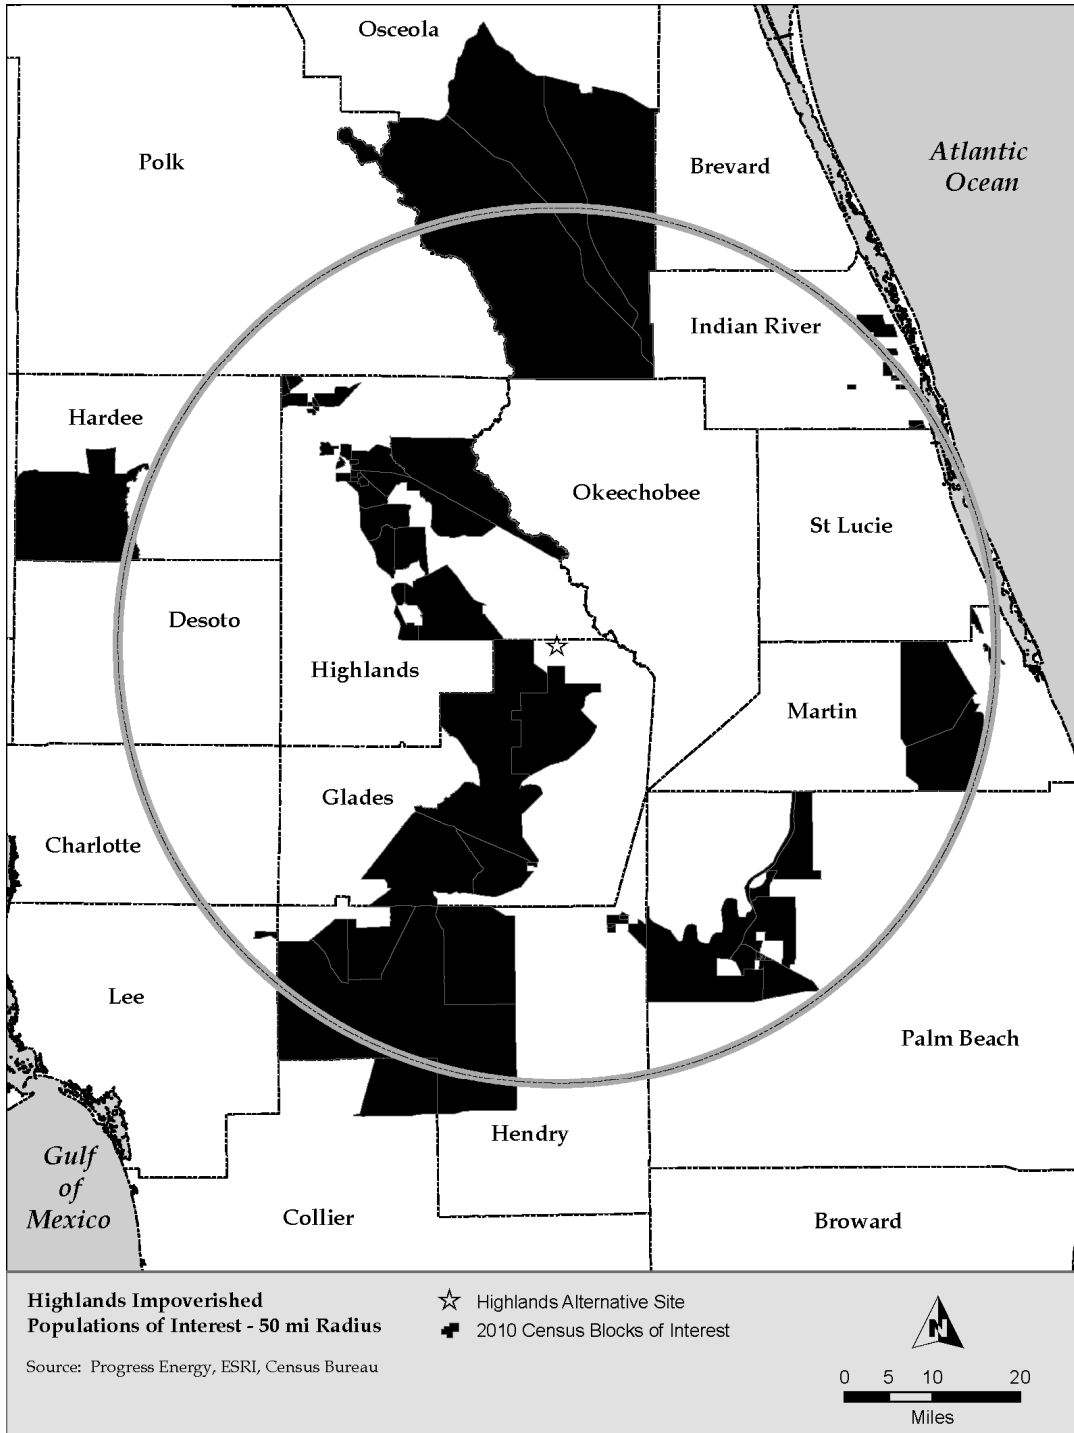 Osceola
Polk
Brevard
Atlantic
Ocean
Indian River
Hardee
Okeechobee
St Lucie
Desoto
Highlands
Martin
Glades
Charlotte
Lee
Palm Beach
Hendry
Gulf
of
Mexico
Collier
Broward
Highlands Impoverished
Populations of Interest - 50 mi Radius
Source: Progress Energy, ESRI, Census Bureau
Highlands Alternative Site
2010 Census Blocks of Interest
N
0 5 10 20
Miles